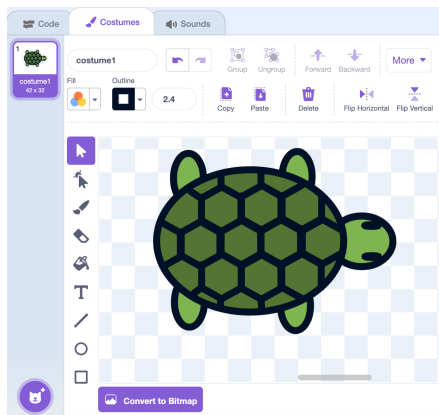 Code
Costumes
Sounds
1
costume1
42 x 32
costume1
Group
Ungroup
Forward
Backward
More
Fill
Outline
2.4
Copy
Paste
Delete
Flip Horizontal
Flip Vertical
T
Convert to Bitmap